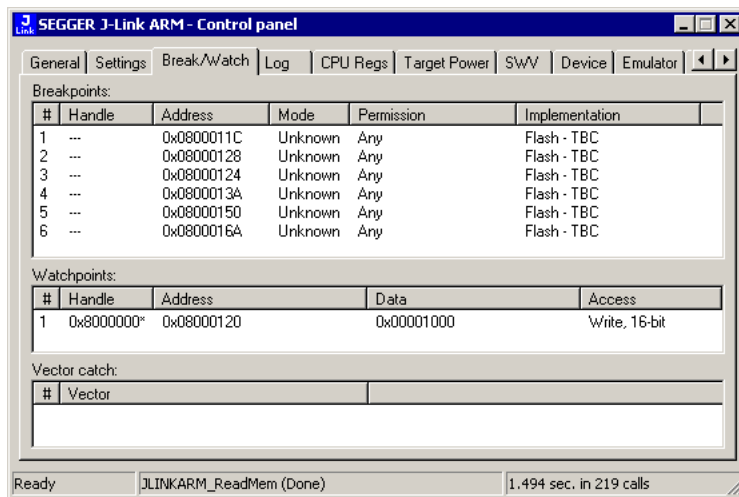 J Link SEGGER J-Link ARM - Control panel
General Settings Break/Watch Log CPU Regs Target Power SWV Device Emulator
Breakpoints:
# Handle Address Mode Permission Implementation
1 --- 0x0800011C Unknown Any Flash - TBC
2 --- 0x08000128 Unknown Any Flash - TBC
3 --- 0x08000124 Unknown Any Flash - TBC
4 --- 0x0800013A Unknown Any Flash - TBC
5 --- 0x08000150 Unknown Any Flash - TBC
6 --- 0x0800016A Unknown Any Flash - TBC
Watchpoints:
# Handle Address Data Access
1 0x8000000* 0x08000120 0x00001000 Write, 16-bit
Vector catch:
# Vector
Ready JLINKARM_ReadMem (Done) 1.494 sec. in 219 calls